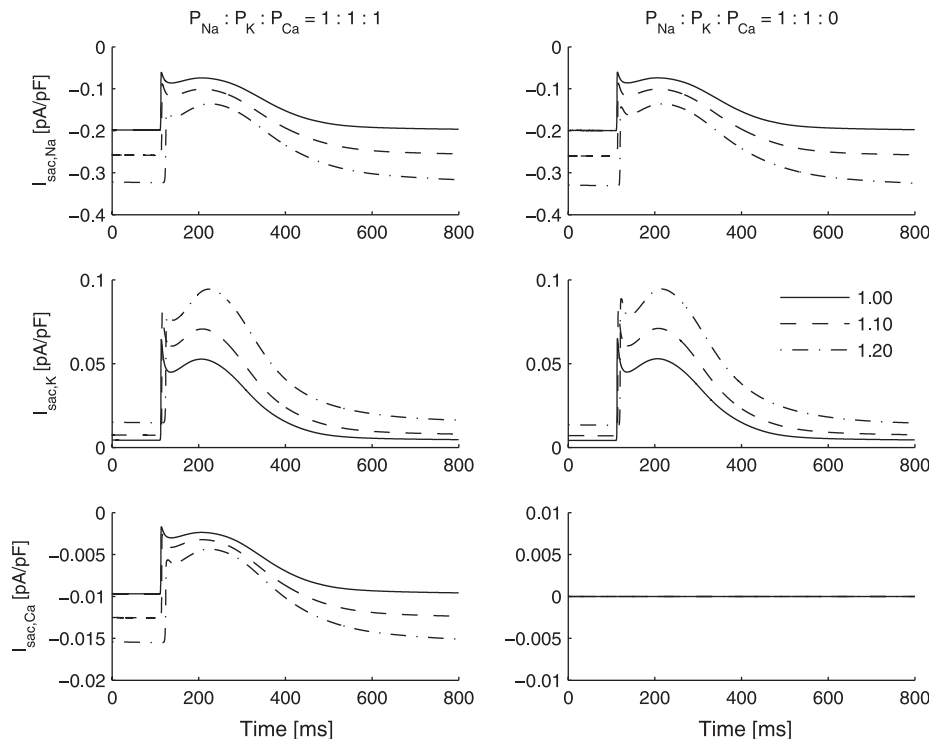 P_Na : P_K : P_Ca = 1 : 1 : 1
P_Na : P_K : P_Ca = 1 : 1 : 0
I_sac,Na [pA/pF]
0
−0.1
−0.2
−0.3
−0.4
0 200 400 600 800
0
−0.1
−0.2
−0.3
−0.4
0 200 400 600 800
I_sac,K [pA/pF]
0.1
0.05
0
0 200 400 600 800
0.1
0.05
0
0 200 400 600 800
1.00
1.10
1.20
I_sac,Ca [pA/pF]
0
−0.005
−0.01
−0.015
−0.02
0 200 400 600 800
Time [ms]
0.01
0.005
0
−0.005
−0.01
0 200 400 600 800
Time [ms]